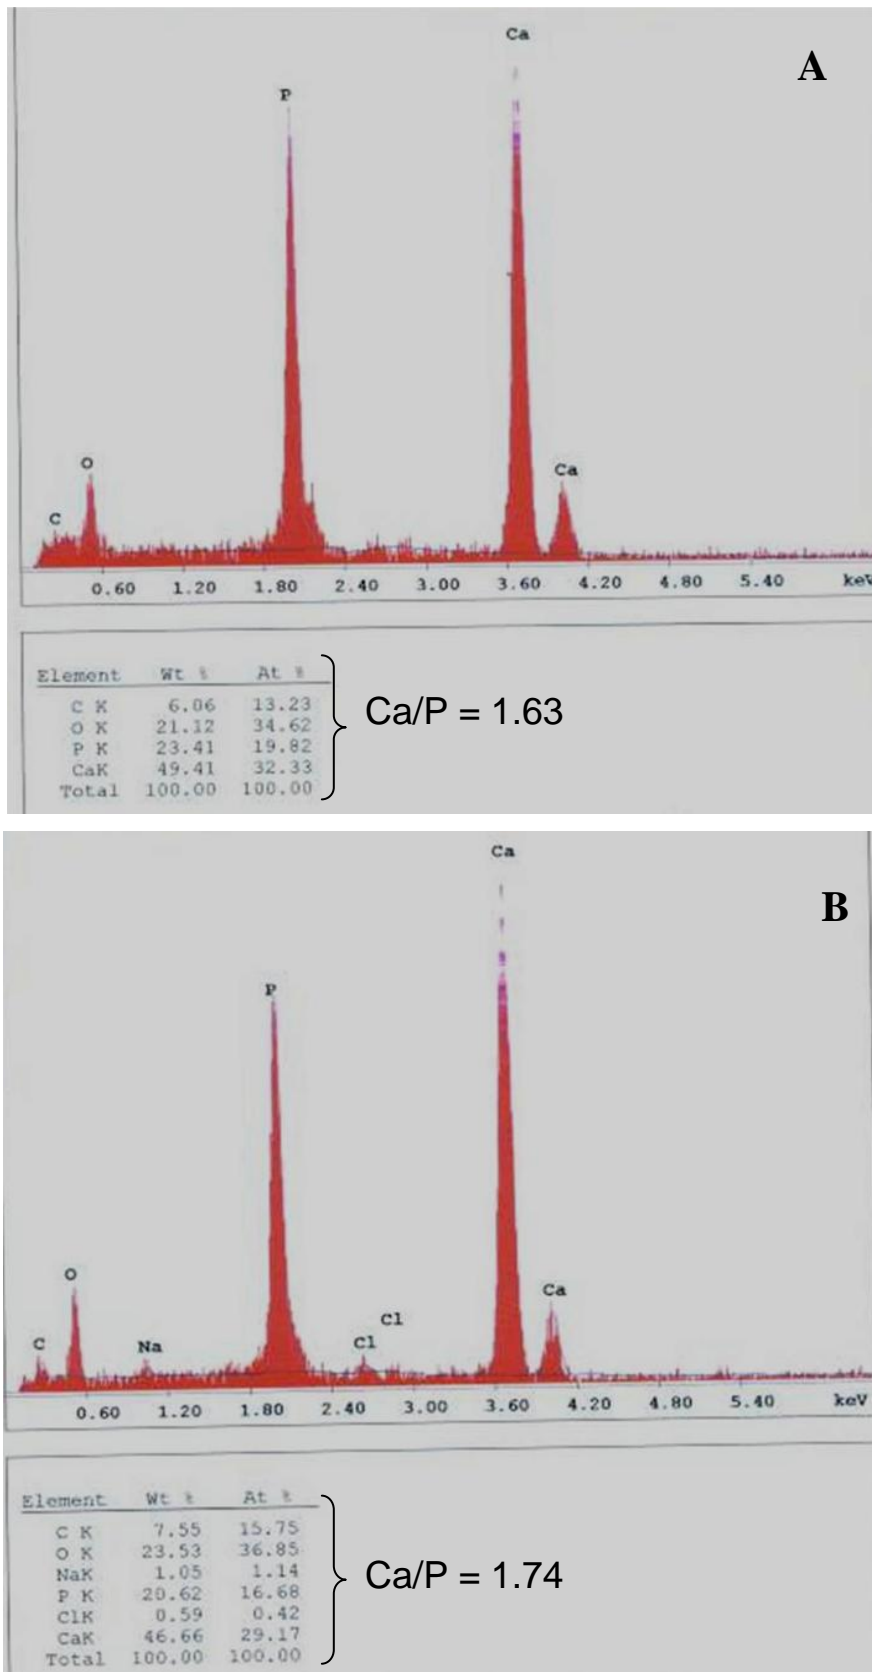 Ca
A
P
O
Ca
C
0.60 1.20 1.80 2.40 3.00 3.60 4.20 4.80 5.40 keV
Element Wt % At %
C K 6.06 13.23
O K 21.12 34.62
P K 23.41 19.82
CaK 49.41 32.33
Total 100.00 100.00
Ca/P = 1.63
Ca
B
P
O
Ca
Cl
C Na Cl
0.60 1.20 1.80 2.40 3.00 3.60 4.20 4.80 5.40 keV
Element Wt % At %
C K 7.55 15.75
O K 23.53 36.85
NaK 1.05 1.14
P K 20.62 16.68
ClK 0.59 0.42
CaK 46.66 29.17
Total 100.00 100.00
Ca/P = 1.74